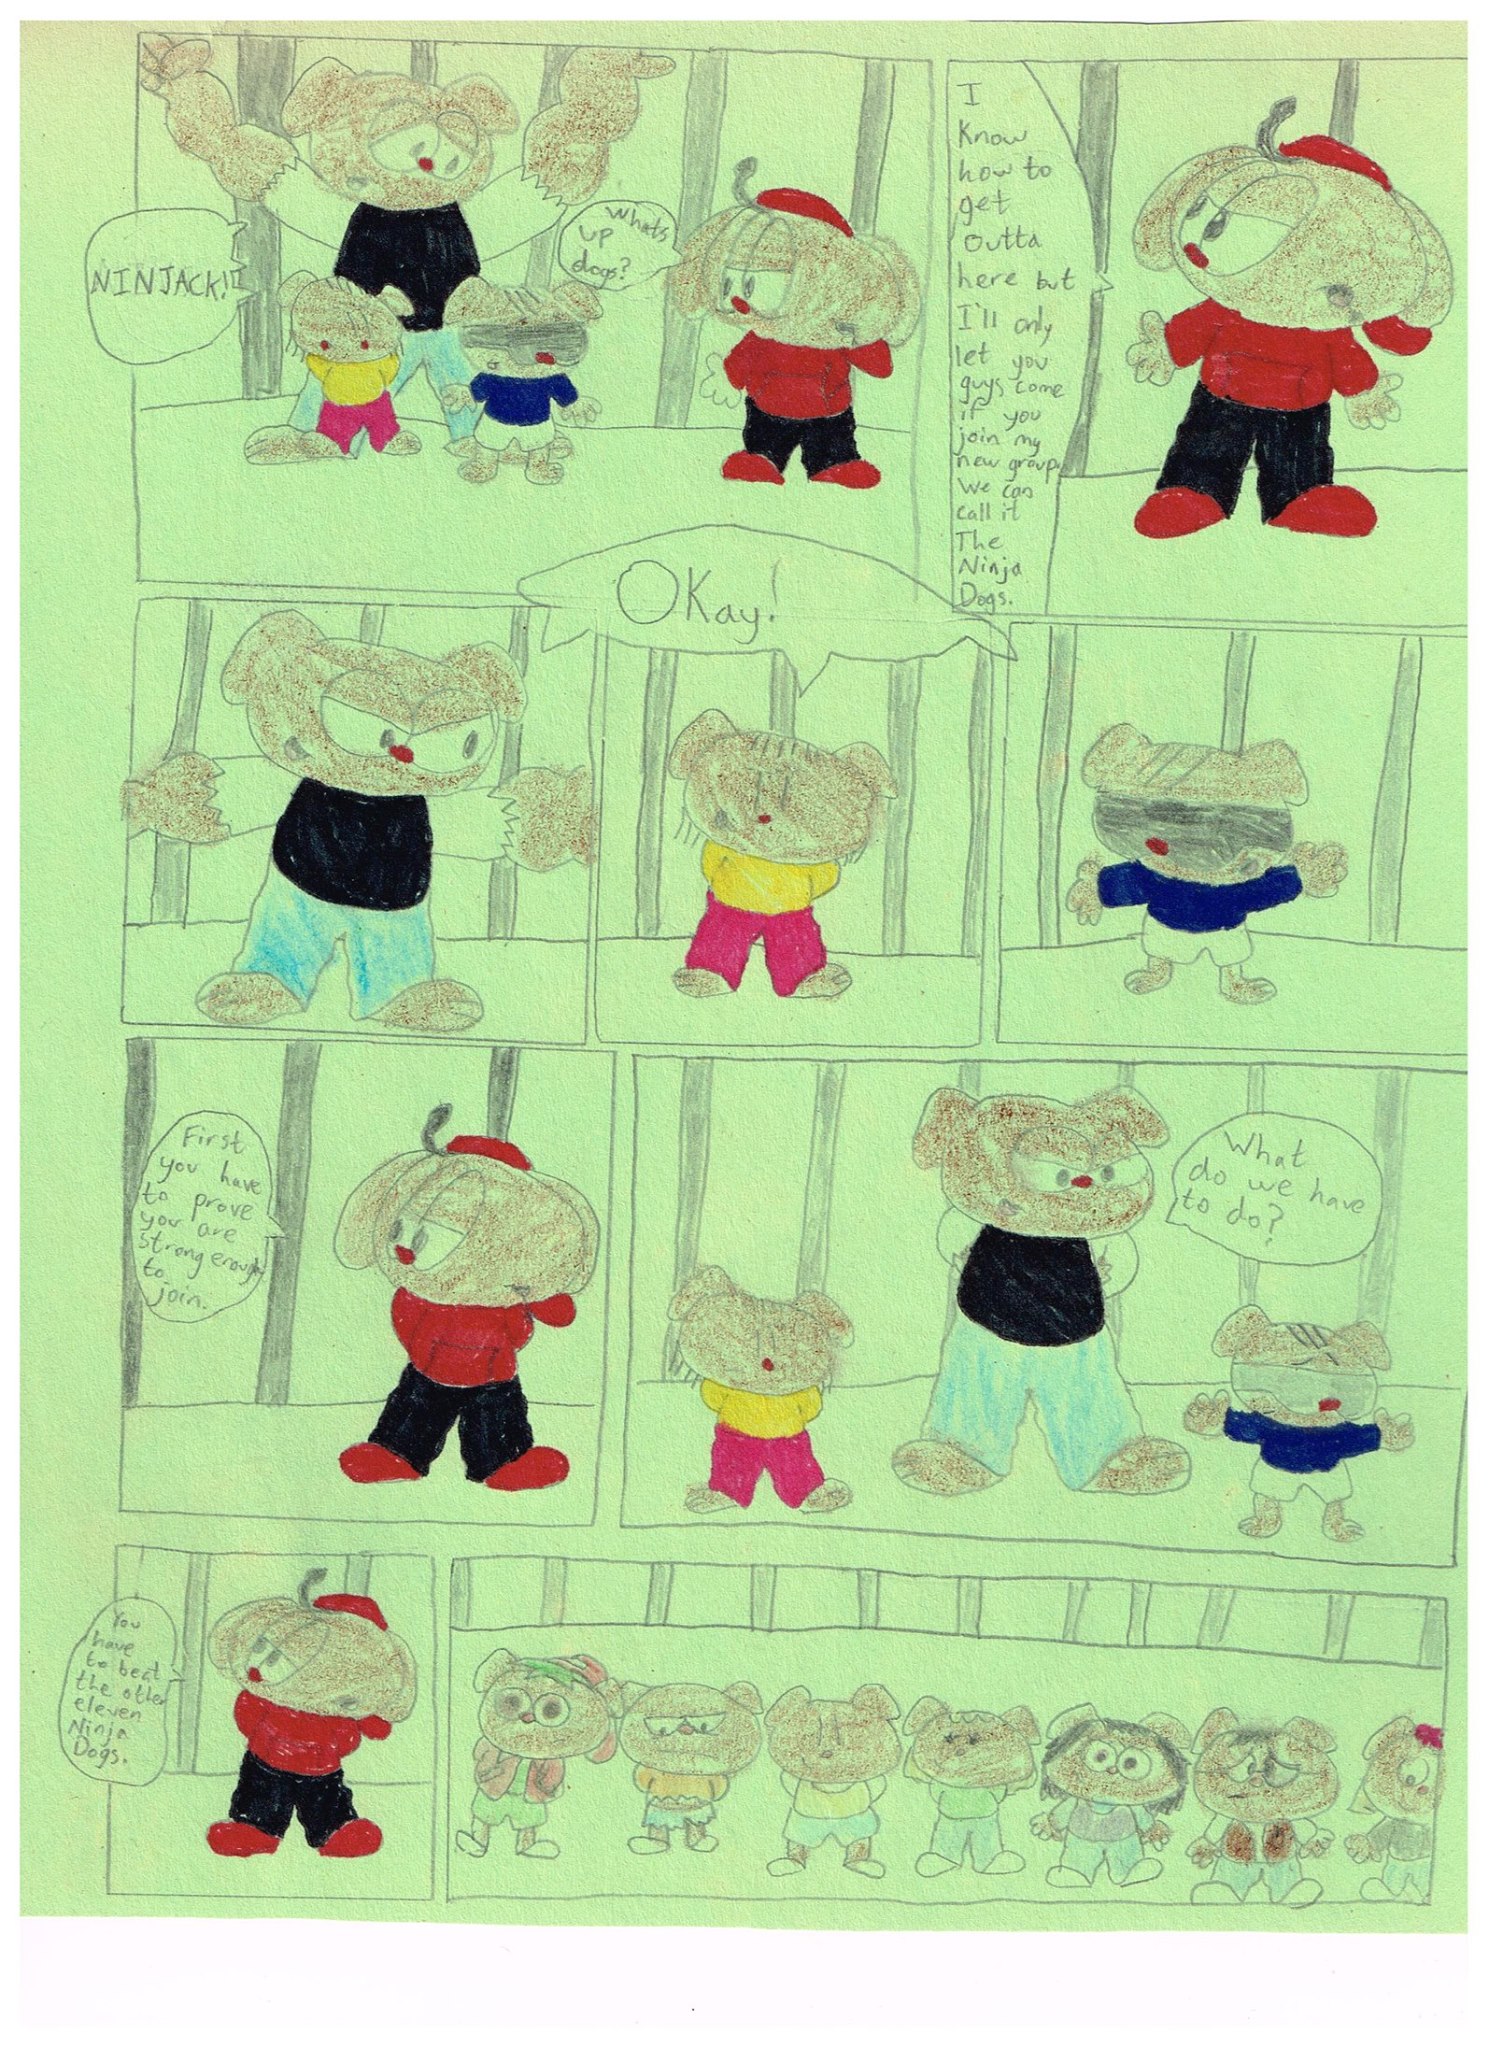 NINJACK!
Whats
up
dogs?
I
Know
how to
get
outta
here but
I'll only
let you
guys come
if you
join my
new group.
We can
call it
The
Ninja
Dogs.
Okay!
First
you have
to prove
you are
strong enough
to
join.
What
do we have
to do?
You
have
to beat
the other
eleven
Ninja
Dogs.